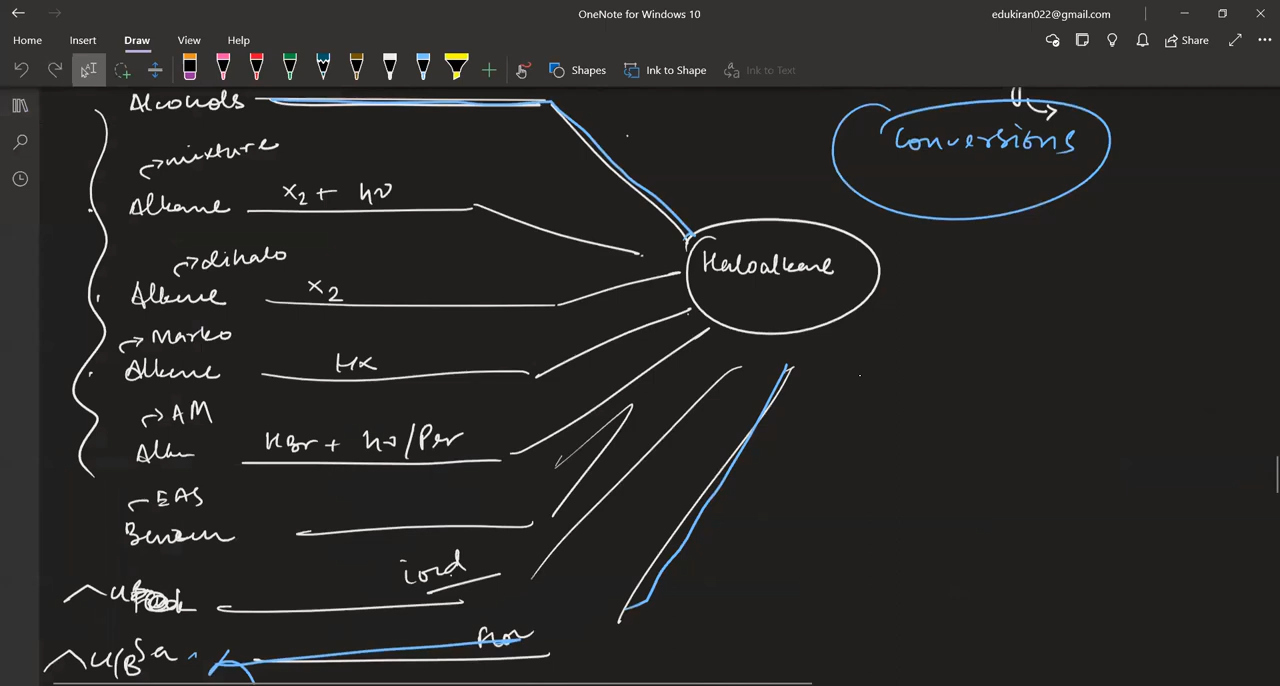 OneNote for Windows 10
edukiran022@gmail.com
Home Insert Draw View Help
Share
Shapes
Ink to Shape
Ink to Text
Alcohols
Conversions
mixture
Alkane X2 + hν
Haloalkane
dihalo
Alkene X2
Marko
Alkene HX
AM
Alk HBr + hν/Per
EAS
Benzen
iod